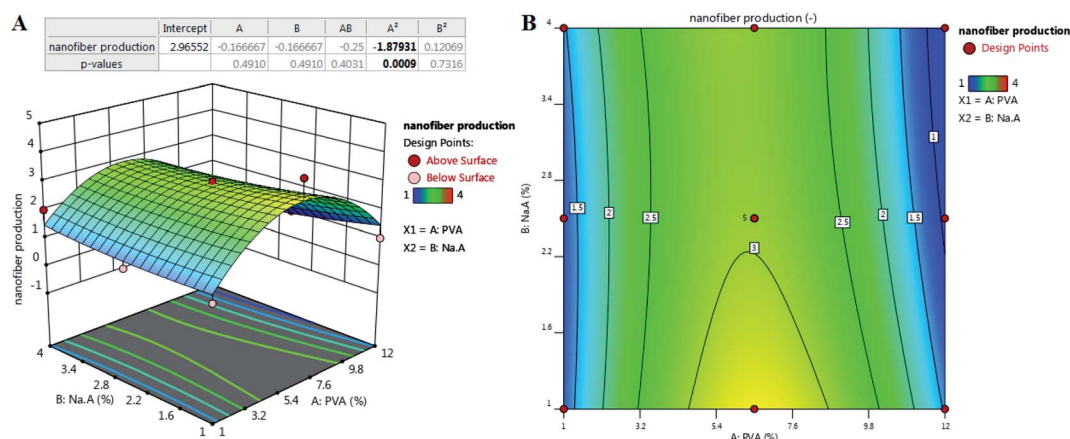 A
Intercept A B AB A² B²
nanofiber production 2.96552 -0.166667 -0.166667 -0.25 -1.87931 0.12069
p-values 0.4910 0.4910 0.4031 0.0009 0.7316
5
4
3
2
1
0
-1
nanofiber production
4
3.4
2.8
2.2
1.6
1
B: Na.A (%)
1
3.2
5.4
7.6
9.8
12
A: PVA (%)
nanofiber production
Design Points:
Above Surface
Below Surface
1 4
X1 = A: PVA
X2 = B: Na.A
B
nanofiber production (-)
4
3.4
2.8
2.2
1.6
1
B: Na.A (%)
1.5
2
2.5
5
3
2.5
2
1.5
1
1 3.2 5.4 7.6 9.8 12
A: PVA (%)
nanofiber production
Design Points
1 4
X1 = A: PVA
X2 = B: Na.A